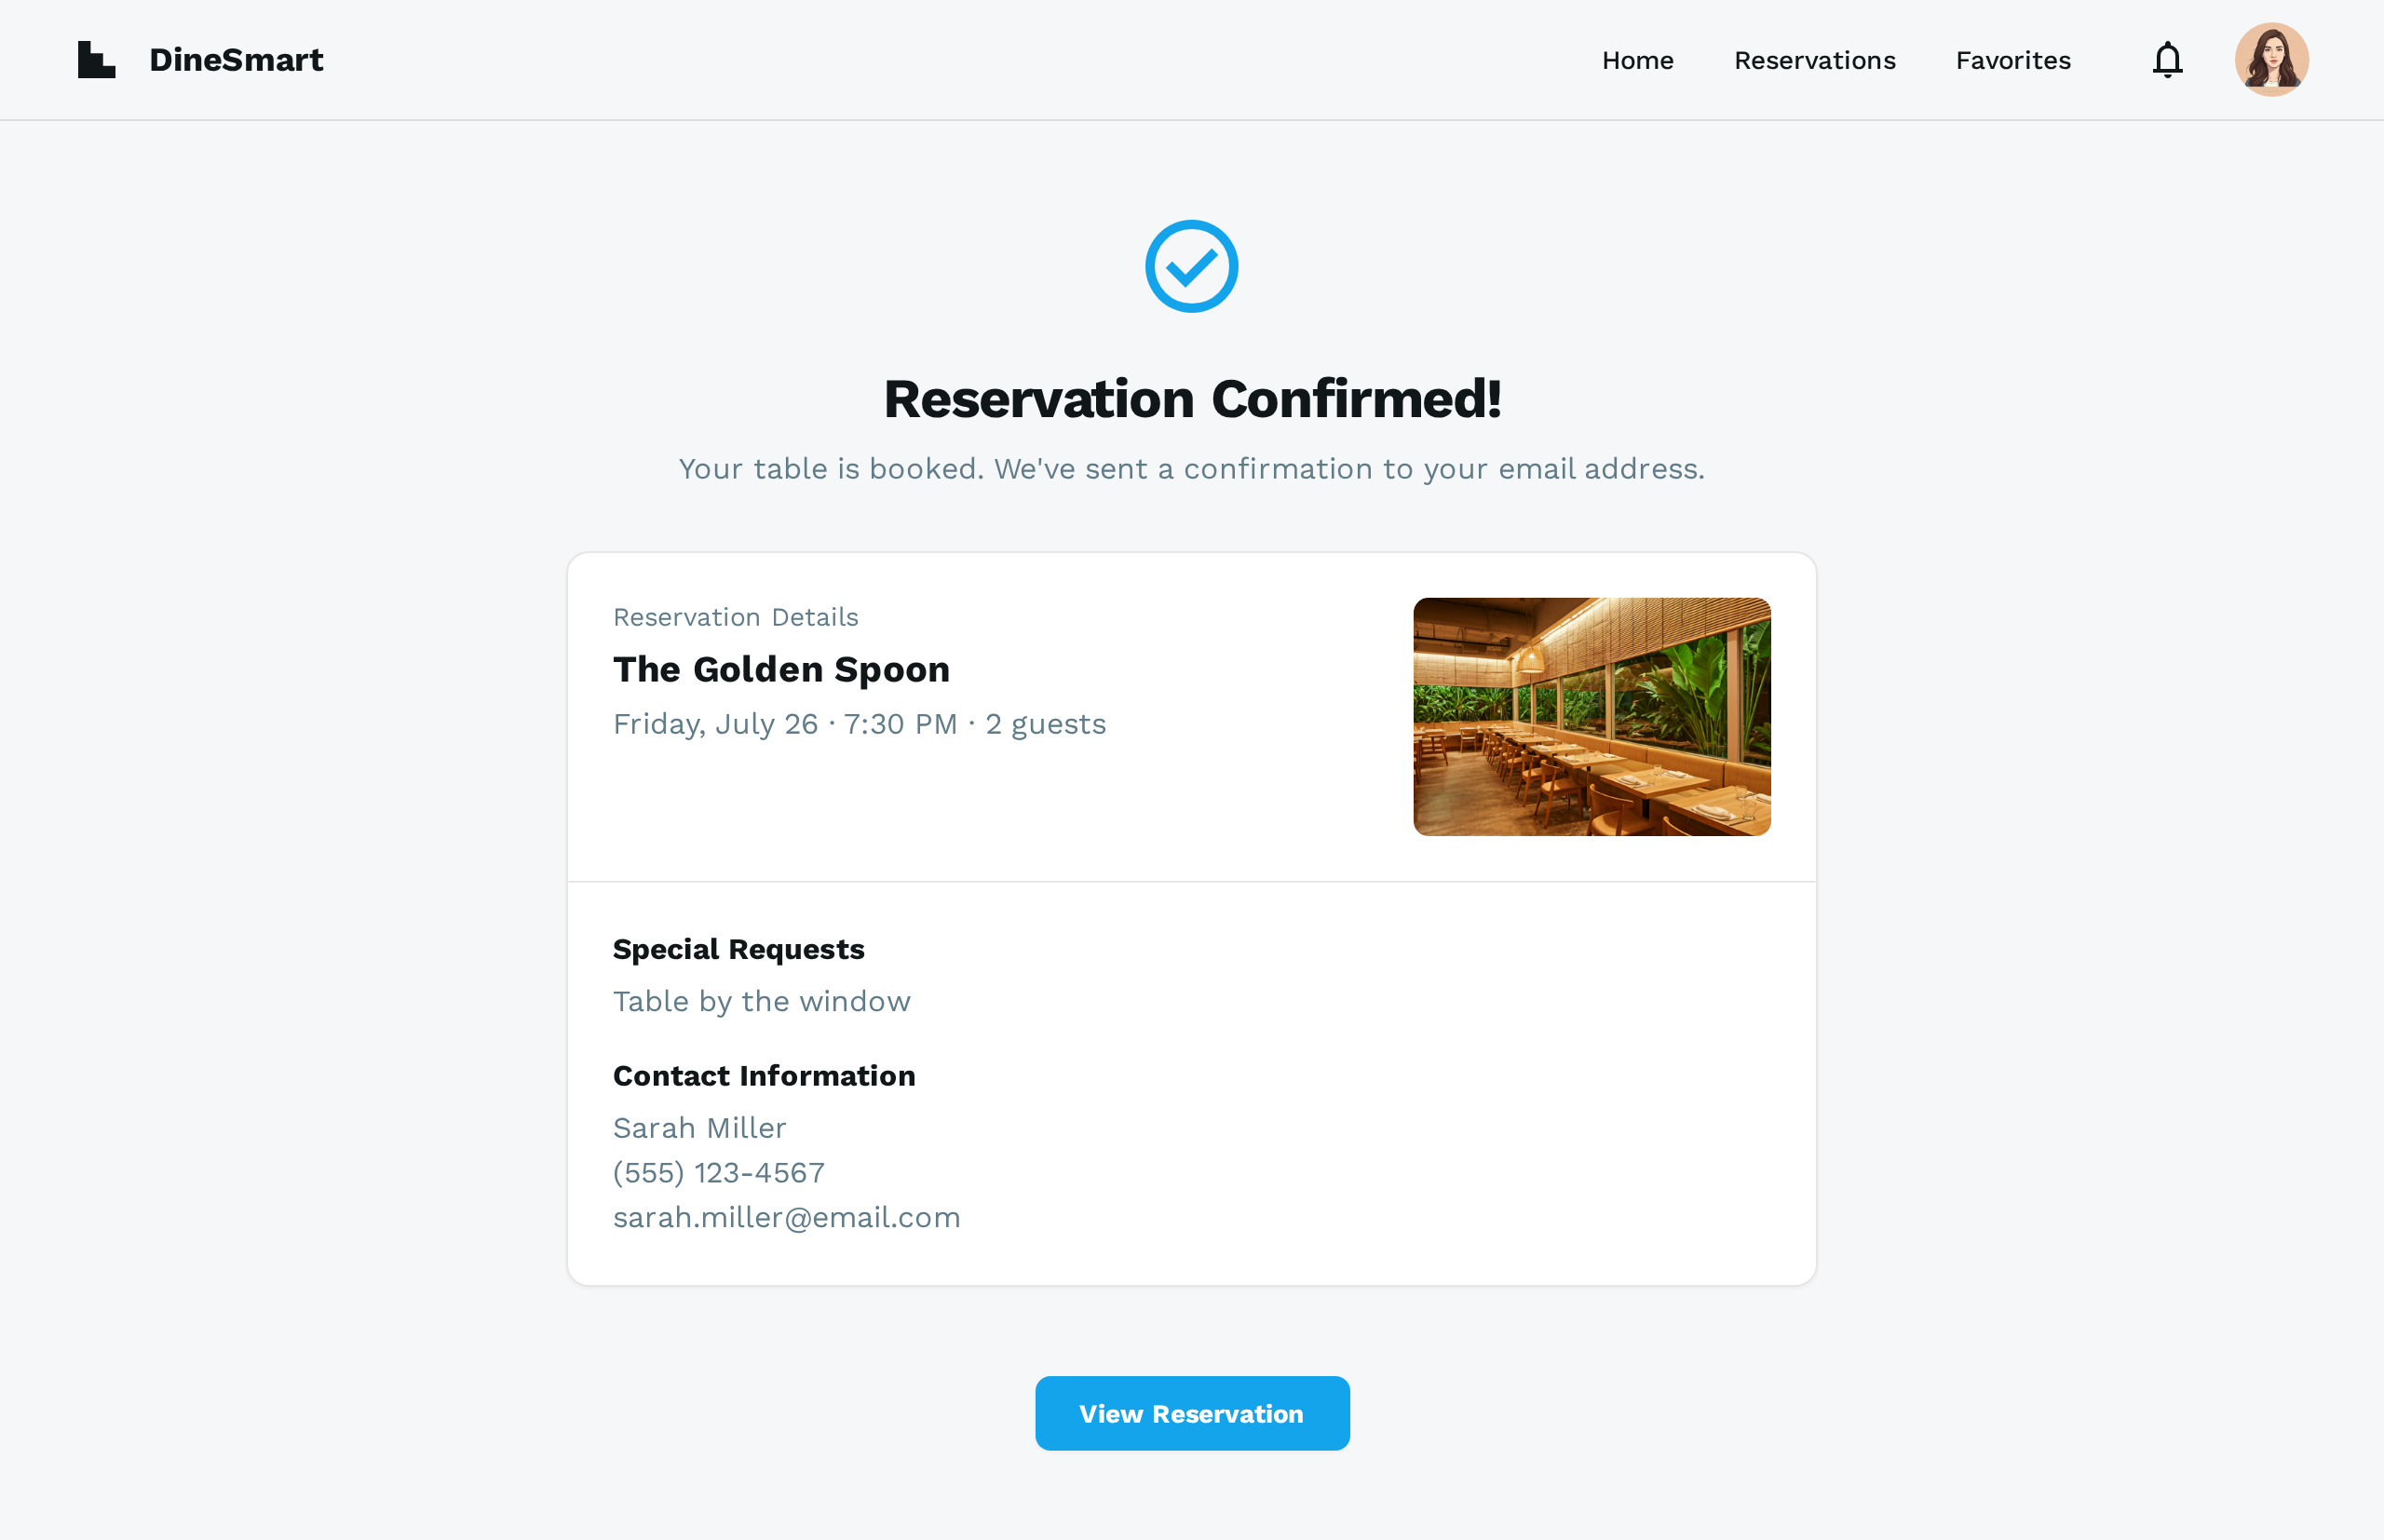 DineSmart
Home
Reservations
Favorites
Reservation Confirmed!
Your table is booked. We've sent a confirmation to your email address.
Reservation Details
The Golden Spoon
Friday, July 26 · 7:30 PM · 2 guests
Special Requests
Table by the window
Contact Information
Sarah Miller
(555) 123-4567
sarah.miller@email.com
View Reservation